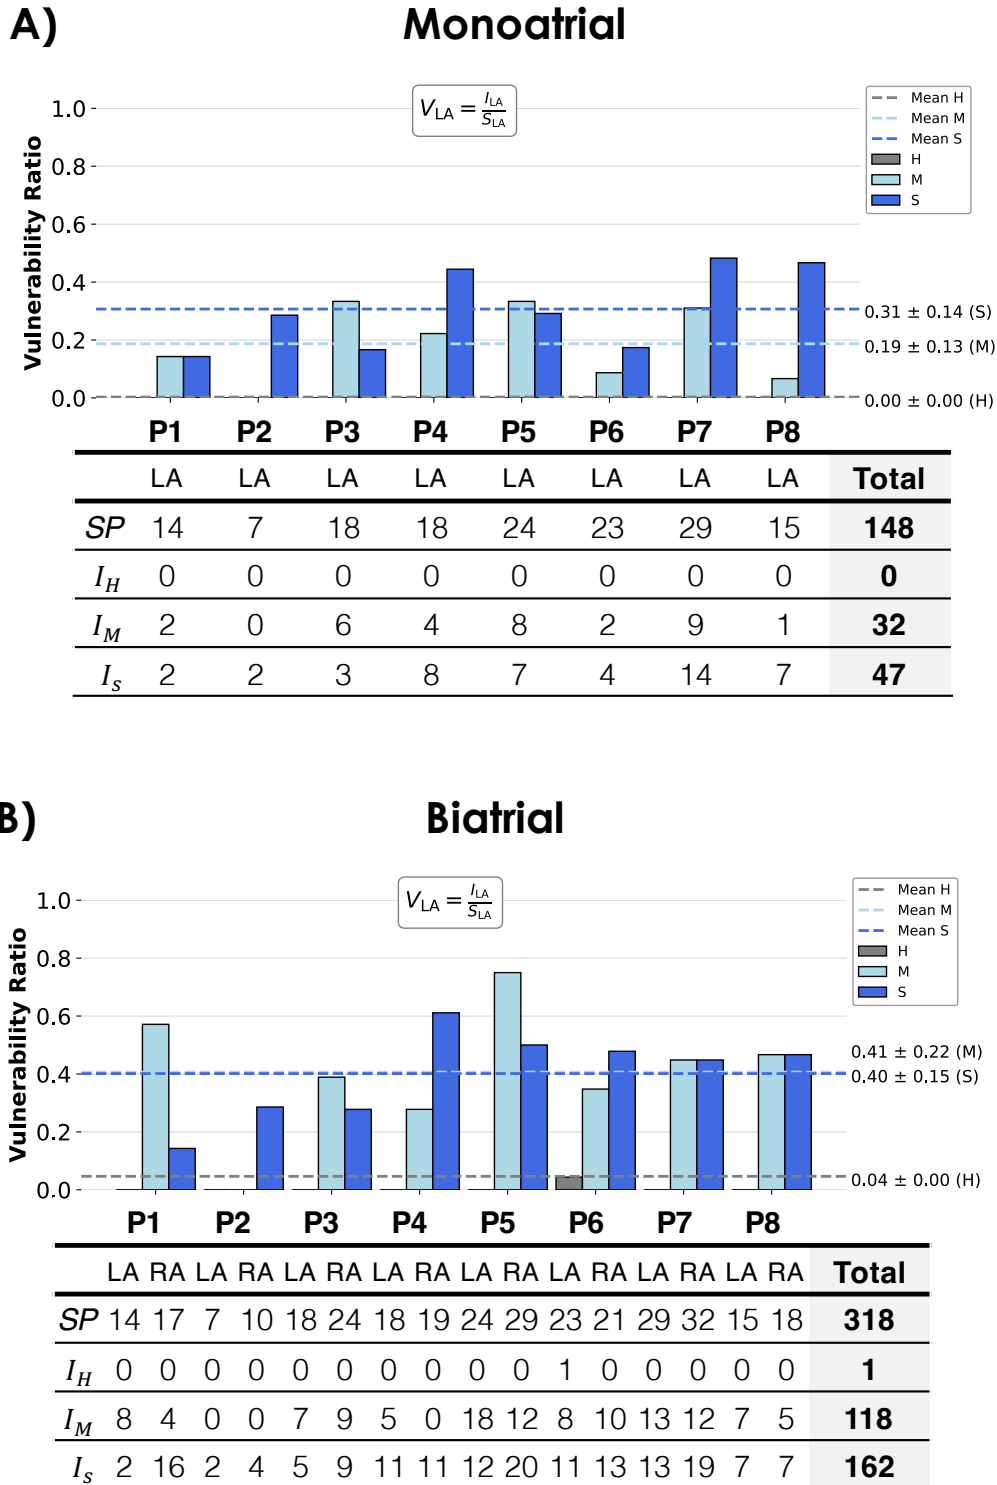 A) Monoatrial
V_LA = I_LA / S_LA
Mean H
Mean M
Mean S
H
M
S
Vulnerability Ratio
1.0
0.8
0.6
0.4
0.2
0.0
0.31 ± 0.14 (S)
0.19 ± 0.13 (M)
0.00 ± 0.00 (H)
P1 P2 P3 P4 P5 P6 P7 P8
LA LA LA LA LA LA LA LA Total
SP 14 7 18 18 24 23 29 15 148
I_H 0 0 0 0 0 0 0 0 0
I_M 2 0 6 4 8 2 9 1 32
I_s 2 2 3 8 7 4 14 7 47
B) Biatrial
V_LA = I_LA / S_LA
Mean H
Mean M
Mean S
H
M
S
Vulnerability Ratio
1.0
0.8
0.6
0.4
0.2
0.0
0.41 ± 0.22 (M)
0.40 ± 0.15 (S)
0.04 ± 0.00 (H)
P1 P2 P3 P4 P5 P6 P7 P8
LA RA LA RA LA RA LA RA LA RA LA RA LA RA LA RA Total
SP 14 17 7 10 18 24 18 19 24 29 23 21 29 32 15 18 318
I_H 0 0 0 0 0 0 0 0 0 0 1 0 0 0 0 0 1
I_M 8 4 0 0 7 9 5 0 18 12 8 10 13 12 7 5 118
I_s 2 16 2 4 5 9 11 11 12 20 11 13 13 19 7 7 162